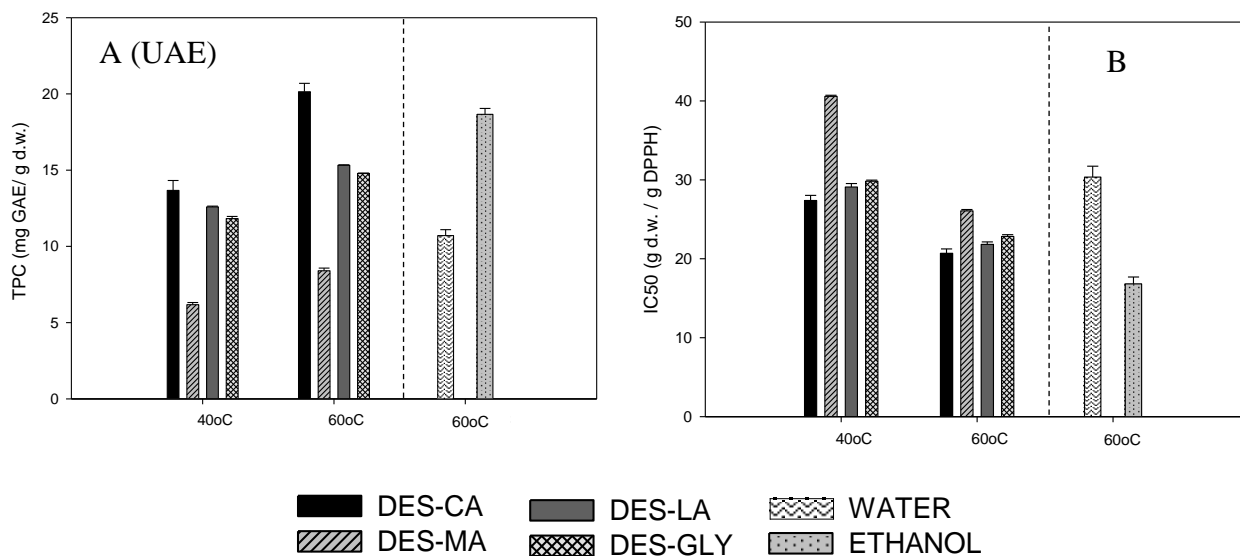 A (UAE)
TPC (mg GAE/ g d.w.)
25
20
15
10
5
0
40oC
60oC
60oC
B
IC50 (g d.w. / g DPPH)
50
40
30
20
10
0
40oC
60oC
60oC
DES-CA
DES-LA
WATER
DES-MA
DES-GLY
ETHANOL